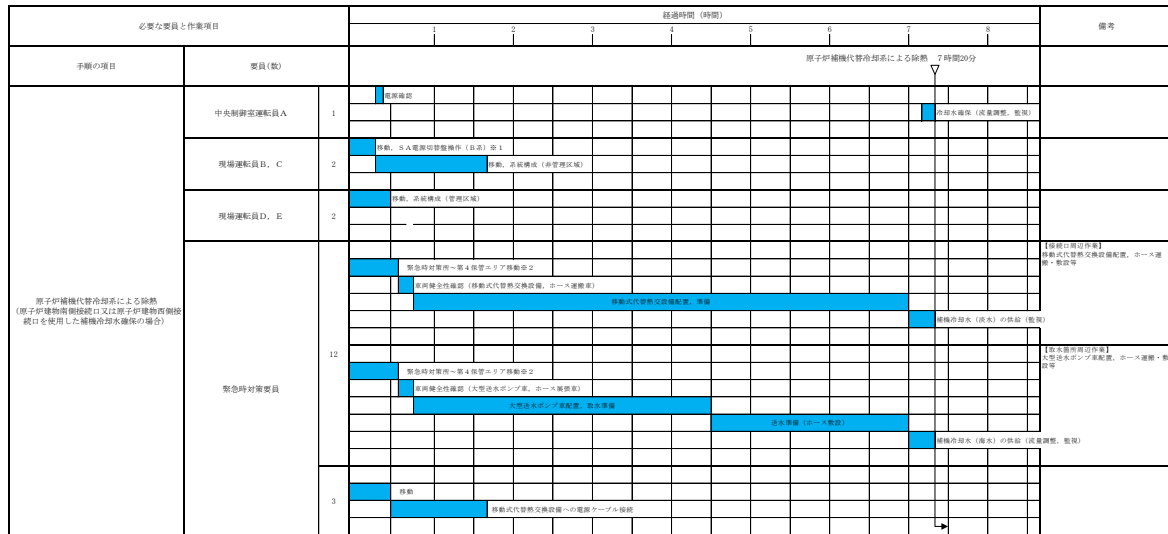 必要な要員と作業項目
経過時間（時間）
備考
1 2 3 4 5 6 7 8
手順の項目
要員(数)
原子炉補機代替冷却系による除熱　７時間20分
原子炉補機代替冷却系による除熱
(原子炉建物南側接続口又は原子炉建物西側接
続口を使用した補機冷却水確保の場合)
中央制御室運転員Ａ
1
電源確認
冷却水確保（流量調整，監視）
現場運転員Ｂ，Ｃ
2
移動，ＳＡ電源切替盤操作（Ｂ系）※１
移動，系統構成（非管理区域）
現場運転員Ｄ，Ｅ
2
移動，系統構成（管理区域）
緊急時対策要員
12
緊急時対策所～第４保管エリア移動※２
車両健全性確認（移動式代替熱交換設備，ホース運搬車）
移動式代替熱交設備配置，準備
補機冷却水（淡水）の供給（監視）
【接続口周辺作業】
移動式代替熱交換設備配置，ホース運
搬・敷設等
緊急時対策所～第４保管エリア移動※２
車両健全性確認（大型送水ポンプ車，ホース展張車）
大型送水ポンプ車配置，取水準備
送水準備（ホース敷設）
補機冷却水（海水）の供給（流量調整，監視）
【取水箇所周辺作業】
大型送水ポンプ車配置，ホース運搬・敷
設等
3
移動
移動式代替熱交換設備への電源ケーブル接続